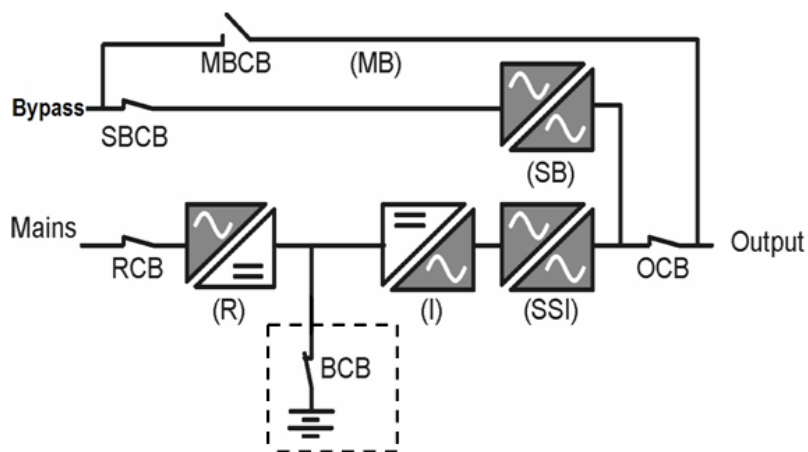 MBCB
(MB)
Bypass
SBCB
(SB)
Mains
Output
RCB
OCB
(R)
(I)
(SSI)
BCB